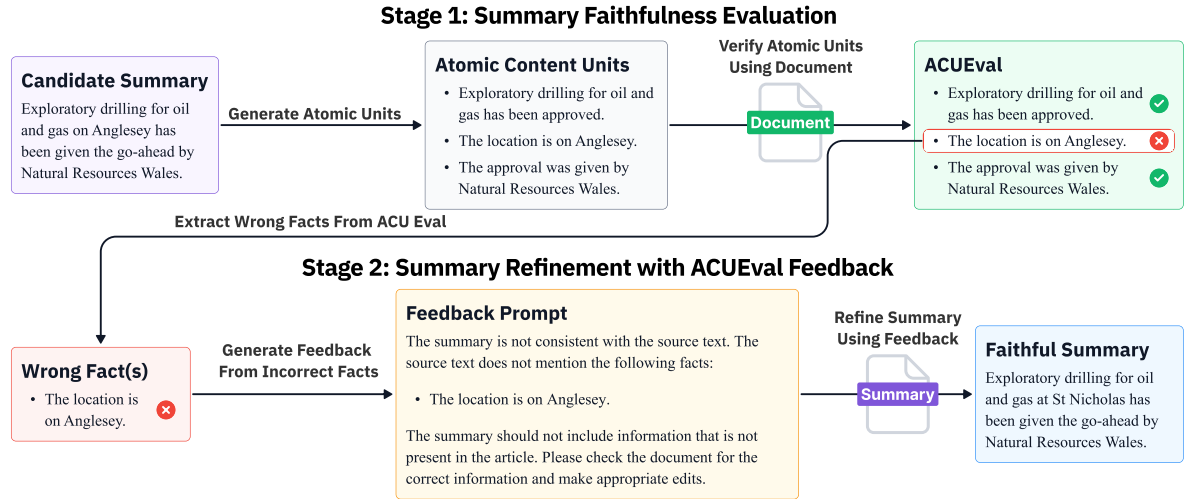 Stage 1: Summary Faithfulness Evaluation
Candidate Summary
Exploratory drilling for oil
and gas on Anglesey has
been given the go-ahead by
Natural Resources Wales.
Generate Atomic Units
Atomic Content Units
• Exploratory drilling for oil and
gas has been approved.
• The location is on Anglesey.
• The approval was given by
Natural Resources Wales.
Verify Atomic Units
Using Document
Document
ACUEval
• Exploratory drilling for oil and
gas has been approved.
• The location is on Anglesey.
• The approval was given by
Natural Resources Wales.
Extract Wrong Facts From ACU Eval
Stage 2: Summary Refinement with ACUEval Feedback
Wrong Fact(s)
• The location is
on Anglesey.
Generate Feedback
From Incorrect Facts
Feedback Prompt
The summary is not consistent with the source text. The
source text does not mention the following facts:
• The location is on Anglesey.
The summary should not include information that is not
present in the article. Please check the document for the
correct information and make appropriate edits.
Refine Summary
Using Feedback
Summary
Faithful Summary
Exploratory drilling for oil
and gas at St Nicholas has
been given the go-ahead by
Natural Resources Wales.